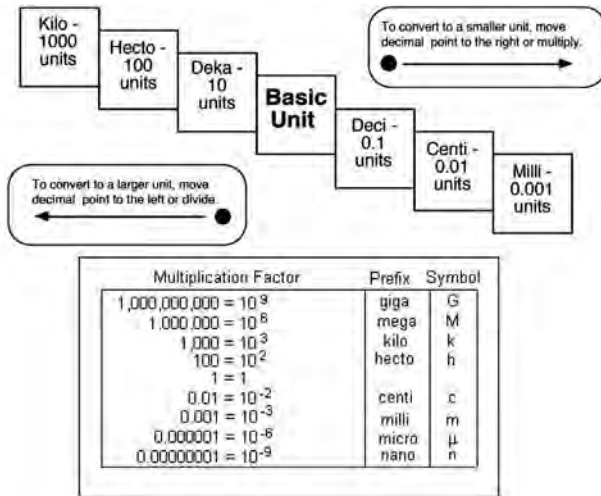 Kilo -
1000
units
Hecto -
100
units
Deka -
10
units
Basic
Unit
Deci -
0.1
units
Centi -
0.01
units
Milli -
0.001
units
To convert to a smaller unit, move
decimal point to the right or multiply.
To convert to a larger unit, move
decimal point to the left or divide.
Multiplication Factor Prefix Symbol
1,000,000,000 = 10⁹ giga G
1,000,000 = 10⁶ mega M
1,000 = 10³ kilo k
100 = 10² hecto h
1 = 1
0.01 = 10⁻² centi c
0.001 = 10⁻³ milli m
0.000001 = 10⁻⁶ micro μ
0.00000001 = 10⁻⁹ nano n